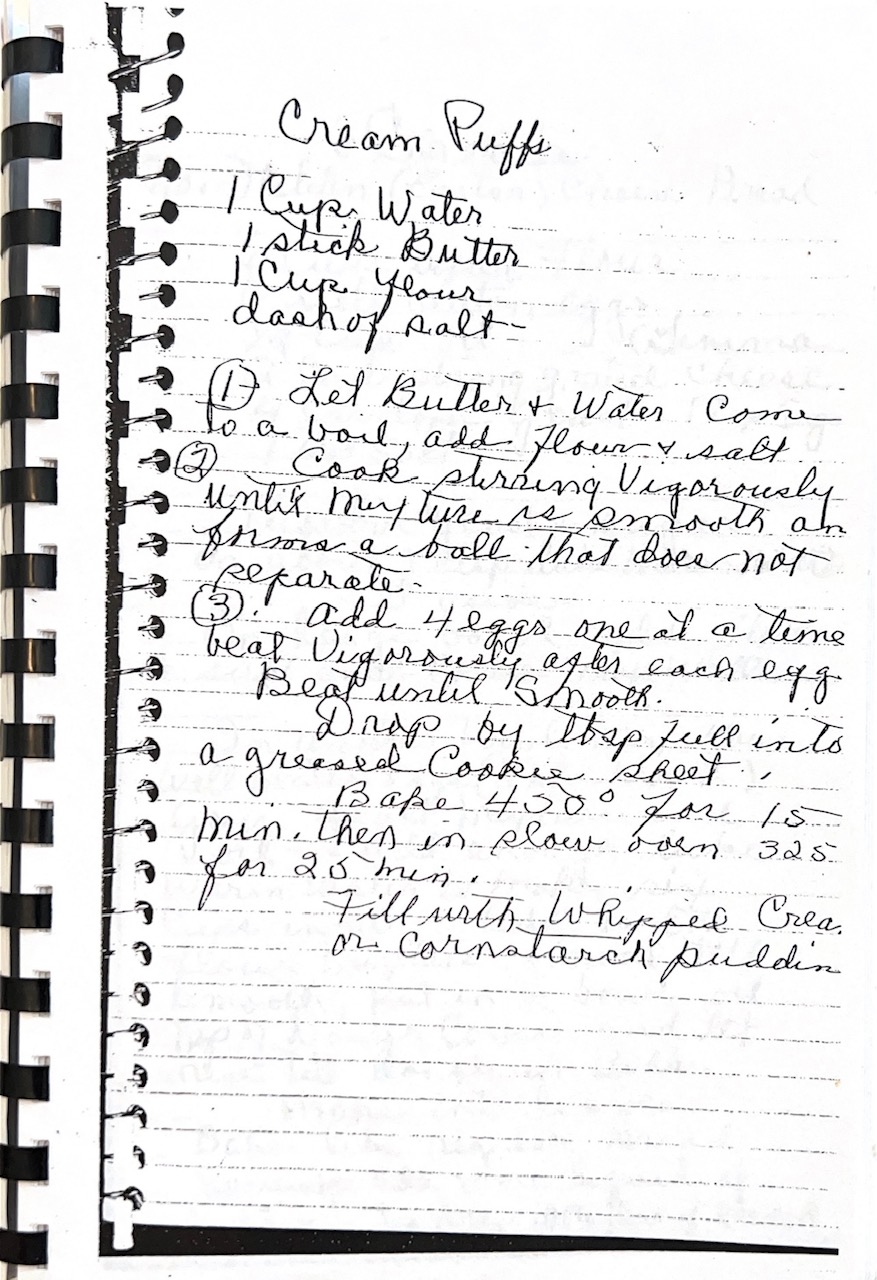 Cream Puffs
1 Cup Water
1 stick Butter
1 Cup flour
dash of salt-
① Let Butter & Water Come
to a boil, add flour & salt
② Cook stirring Vigorously
until mixture is smooth an
forms a ball that does not
separate-
③. add 4 eggs one at a time
beat Vigorously after each egg
Beat until Smooth.
Drop by tbsp full into
a greased Cookie sheet.
Bake 450° for 15
min. then in slow oven 325
for 25 min.
Fill with Whipped Crea
or Cornstarch puddin